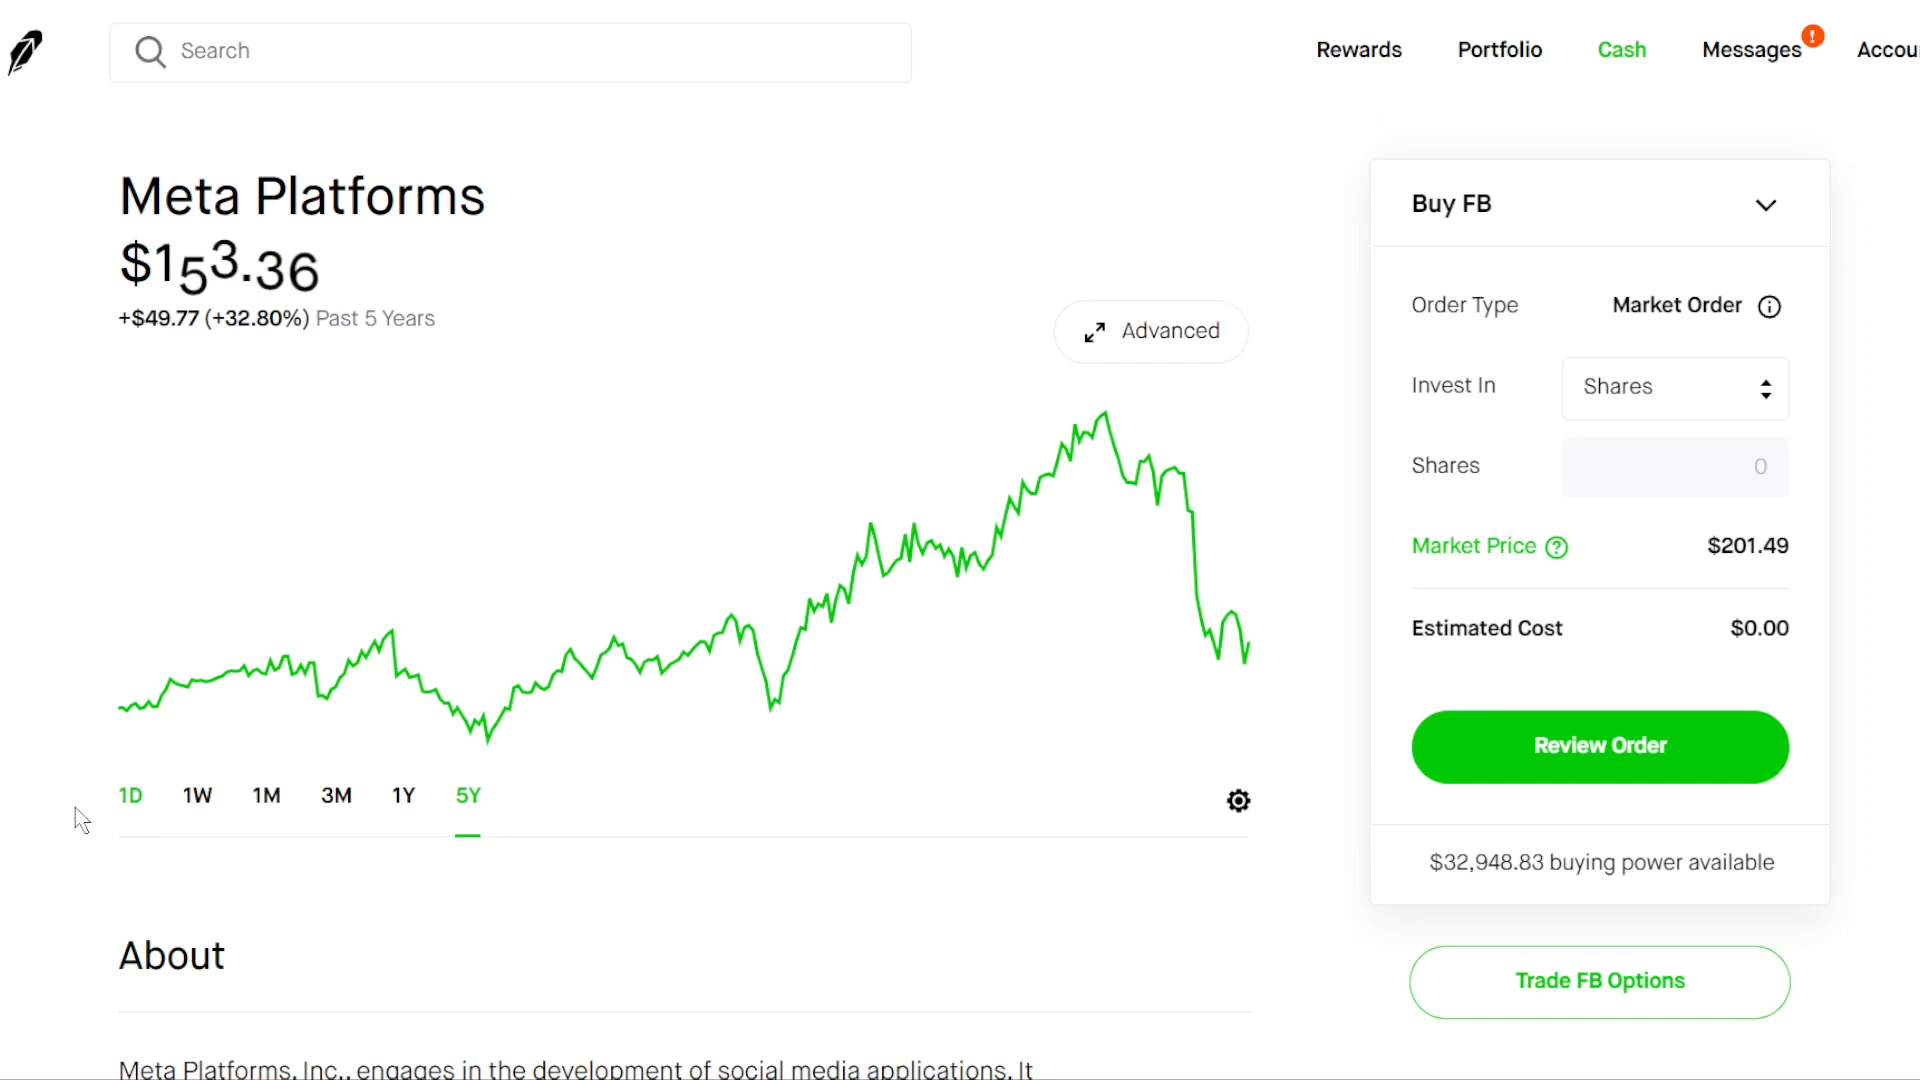 Search
Rewards Portfolio Cash Messages ! Accou
Meta Platforms
$153.36
+$49.77 (+32.80%) Past 5 Years
Advanced
1D 1W 1M 3M 1Y 5Y
About
Meta Platforms, Inc., engages in the development of social media applications. It
Buy FB
Order Type Market Order
Invest In Shares
Shares 0
Market Price ? $201.49
Estimated Cost $0.00
Review Order
$32,948.83 buying power available
Trade FB Options